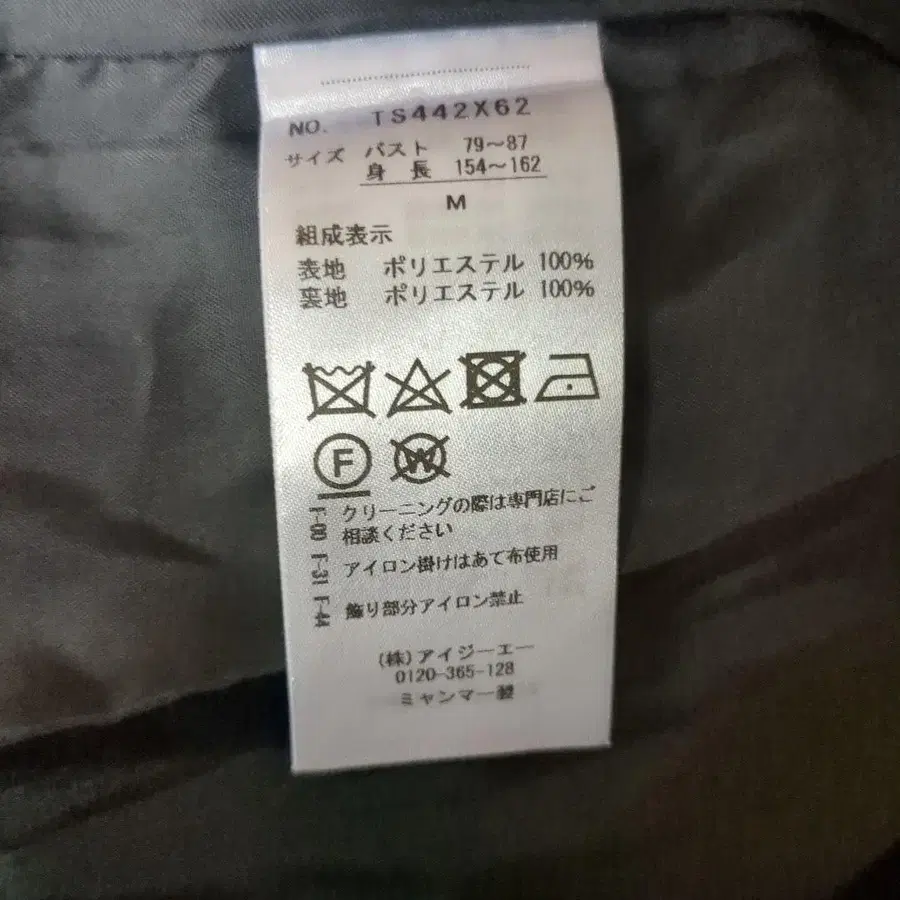 NO. TS442X62
サイズ バスト 79～87
身長 154～162
M
組成表示
表地 ポリエステル 100%
裏地 ポリエステル 100%
F W
F-00 クリーニングの際は専門店にご
相談ください
F-31 アイロン掛けはあて布使用
F-44 飾り部分アイロン禁止
(株)アイジーエー
0120-365-128
ミャンマー製